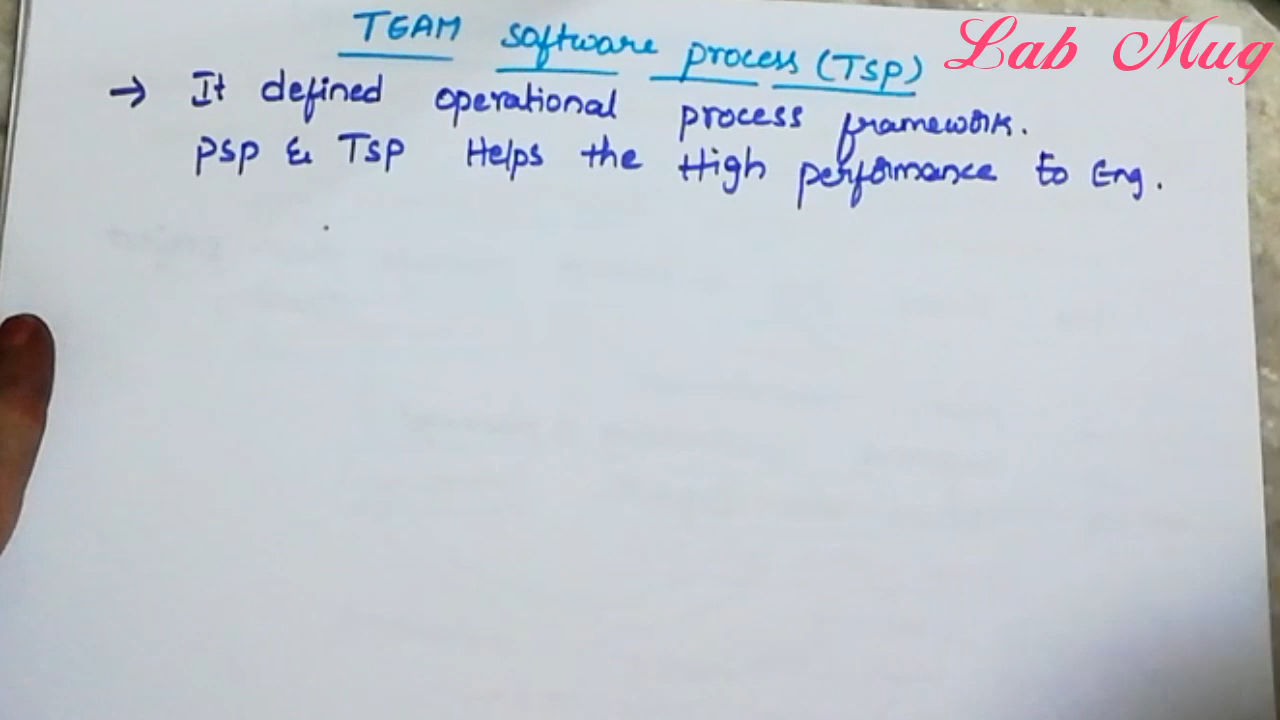 TEAM software process (TSP)
Lab Mug
→ It defined operational process framework.
PSP & TSP Helps the High performance to Eng.